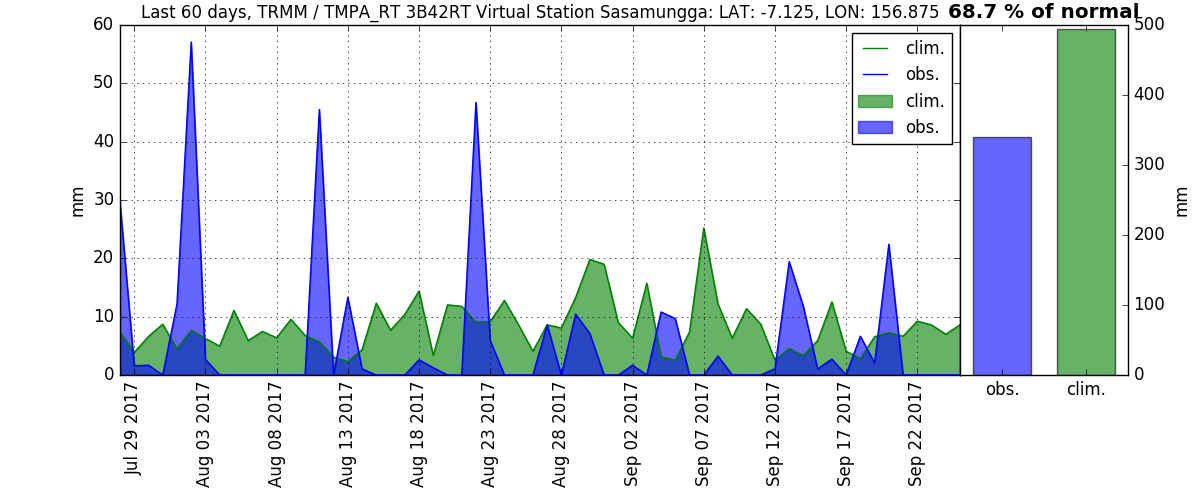 Last 60 days, TRMM / TMPA_RT 3B42RT Virtual Station Sasamungga: LAT: -7.125, LON: 156.875 68.7 % of normal
60
50
40
30
20
10
0
mm
clim.
obs.
clim.
obs.
500
400
300
200
100
0
mm
obs.
clim.
Jul 29 2017
Aug 03 2017
Aug 08 2017
Aug 13 2017
Aug 18 2017
Aug 23 2017
Aug 28 2017
Sep 02 2017
Sep 07 2017
Sep 12 2017
Sep 17 2017
Sep 22 2017